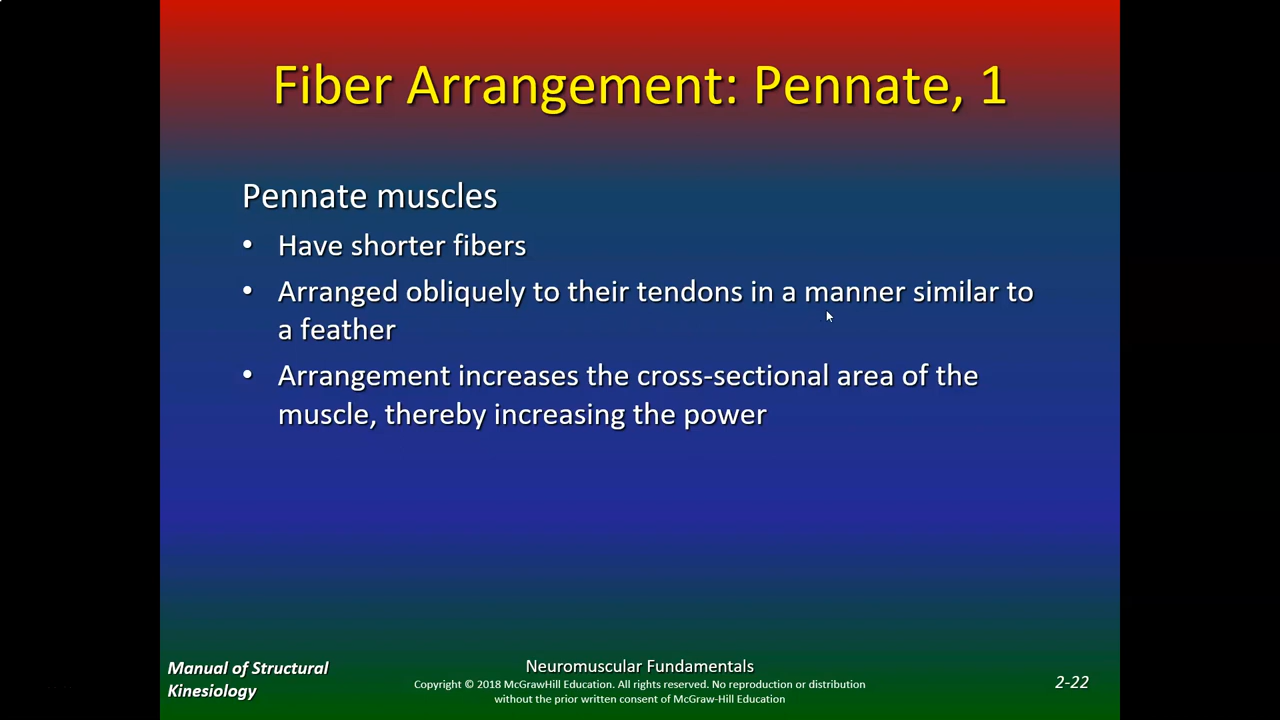 Fiber Arrangement: Pennate, 1
Pennate muscles
• Have shorter fibers
• Arranged obliquely to their tendons in a manner similar to
a feather
• Arrangement increases the cross-sectional area of the
muscle, thereby increasing the power
Manual of Structural
Kinesiology
Neuromuscular Fundamentals
Copyright © 2018 McGrawHill Education. All rights reserved. No reproduction or distribution
without the prior written consent of McGraw-Hill Education
2-22